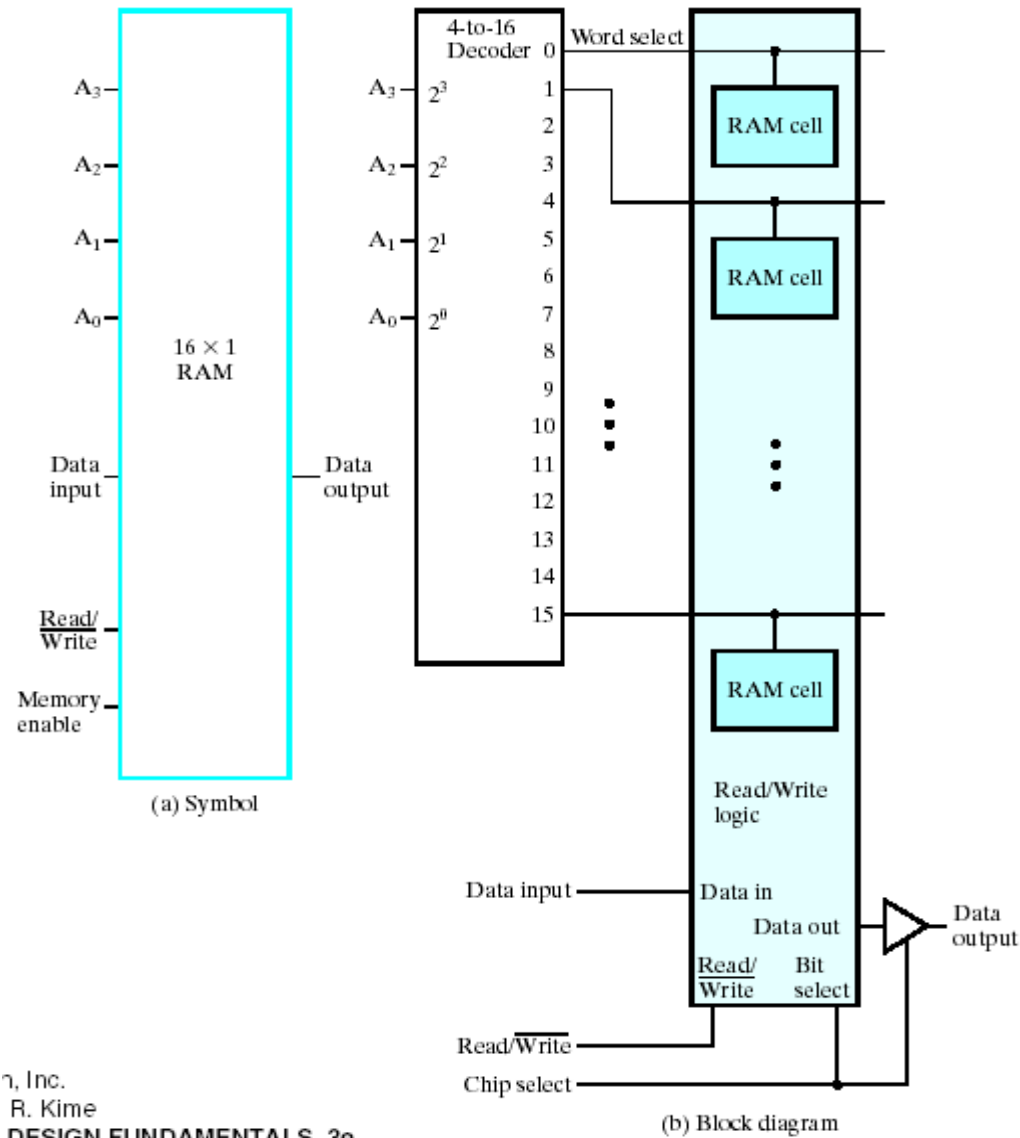 A3
A2
A1
A0
16 × 1
RAM
Data
input
Data
output
Read/
Write
Memory
enable
(a) Symbol
4-to-16
Decoder
A3
A2
A1
A0
2³
2²
2¹
2⁰
0
1
2
3
4
5
6
7
8
9
10
11
12
13
14
15
Word select
RAM cell
RAM cell
RAM cell
Read/Write
logic
Data input
Data in
Data out
Data
output
Read/
Write
Bit
select
Read/Write
Chip select
(b) Block diagram
Inc.
R. Kime
DESIGN FUNDAMENTALS